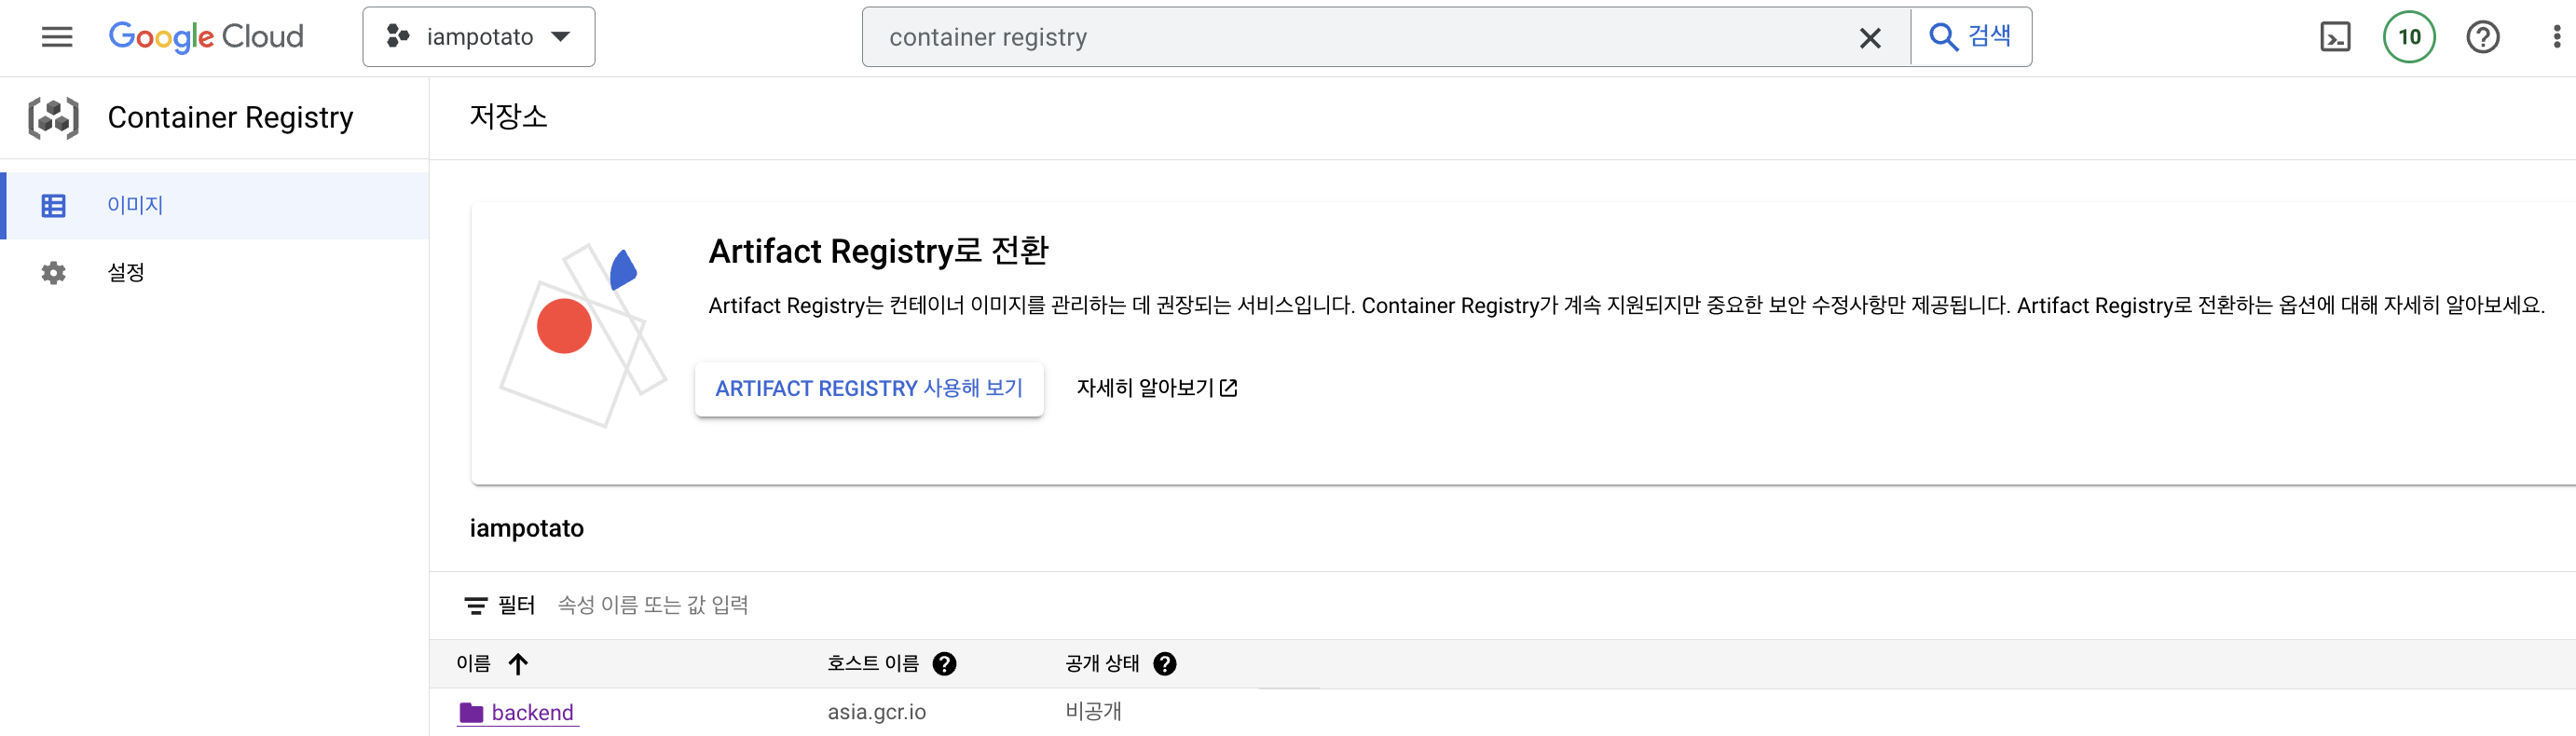 Google Cloud
iampotato
container registry
검색
10
Container Registry
저장소
이미지
설정
Artifact Registry로 전환
Artifact Registry는 컨테이너 이미지를 관리하는 데 권장되는 서비스입니다. Container Registry가 계속 지원되지만 중요한 보안 수정사항만 제공됩니다. Artifact Registry로 전환하는 옵션에 대해 자세히 알아보세요.
ARTIFACT REGISTRY 사용해 보기
자세히 알아보기
iampotato
필터 속성 이름 또는 값 입력
이름 호스트 이름 공개 상태
backend asia.gcr.io 비공개